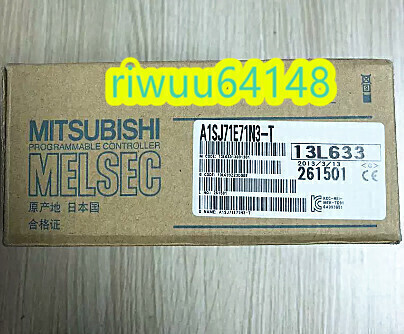 riwuu64148
MITSUBISHI
PROGRAMMABLE CONTROLLER
MELSEC
原产地 日本国
合格证
A1SJ71E71N3-T
13L633
2013/3/13
261501
CE